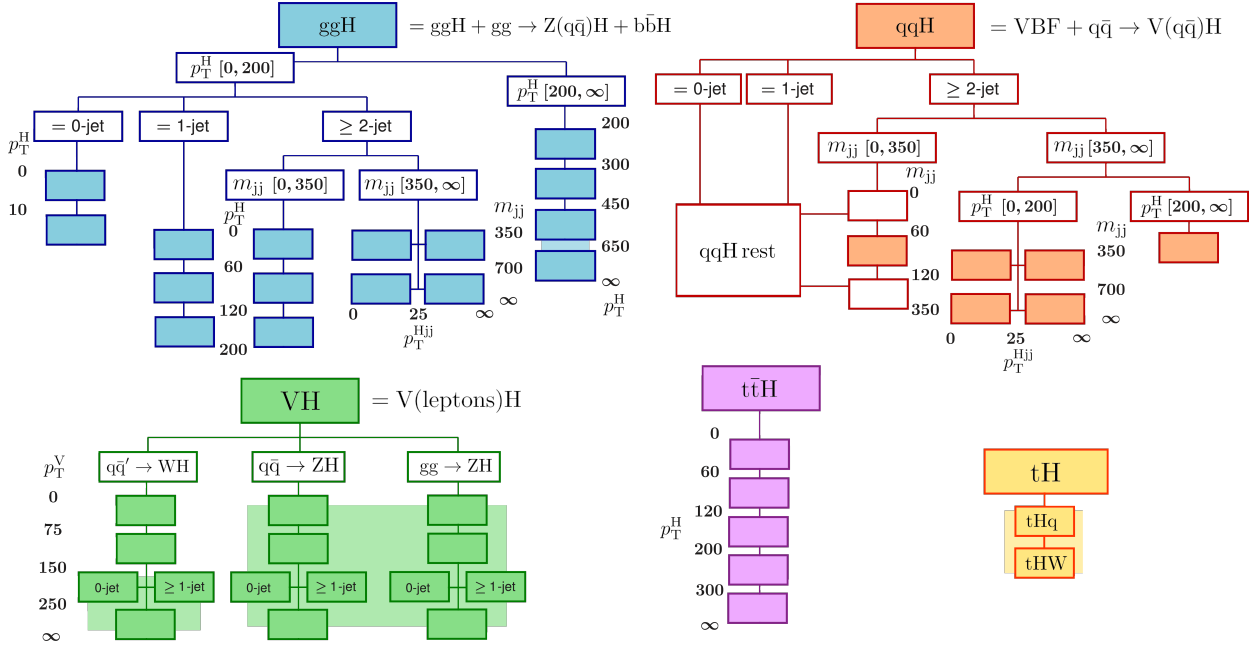 ggH = ggH + gg → Z(qq̄)H + bb̄H
p_T^H [0, 200]
p_T^H [200, ∞]
= 0-jet
= 1-jet
≥ 2-jet
p_T^H
0
10
m_jj [0, 350]
m_jj [350, ∞]
p_T^H
0
60
120
200
m_jj
350
700
∞
0 25 ∞
p_T^Hjj
200
300
450
650
∞
p_T^H
qqH = VBF + qq̄ → V(qq̄)H
= 0-jet
= 1-jet
≥ 2-jet
m_jj [0, 350]
m_jj [350, ∞]
m_jj
0
60
120
350
qqH rest
p_T^H [0, 200]
p_T^H [200, ∞]
m_jj
350
700
∞
0 25 ∞
p_T^Hjj
VH = V(leptons)H
p_T^V
qq̄′ → WH
qq̄ → ZH
gg → ZH
0
75
150
250
∞
0-jet ≥ 1-jet
0-jet ≥ 1-jet
0-jet ≥ 1-jet
tt̄H
0
60
120
p_T^H
200
300
∞
tH
tHq
tHW